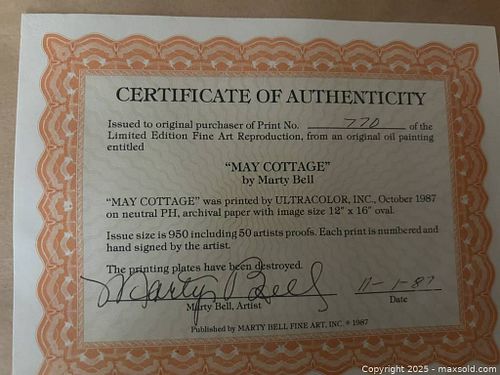 CERTIFICATE OF AUTHENTICITY
Issued to original purchaser of Print No. 770 of the
Limited Edition Fine Art Reproduction, from an original oil painting
entitled
“MAY COTTAGE”
by Marty Bell
“MAY COTTAGE” was printed by ULTRACOLOR, INC., October 1987
on neutral PH, archival paper with image size 12” x 16” oval.
Issue size is 950 including 50 artists proofs. Each print is numbered and
hand signed by the artist.
The printing plates have been destroyed.
Marty Bell 11-1-87
Marty Bell, Artist Date
Published by MARTY BELL FINE ART, INC. © 1987
Copyright 2025 - maxsold.com